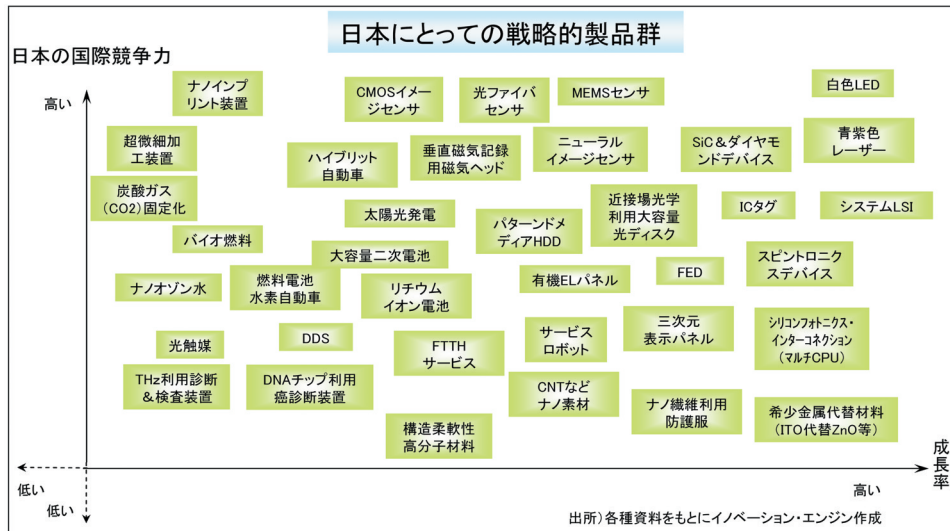 日本にとっての戦略的製品群
日本の国際競争力
高い
ナノインプ
リント装置
CMOSイメー
ジセンサ
光ファイバ
センサ
MEMSセンサ
白色LED
超微細加
工装置
ハイブリット
自動車
垂直磁気記録
用磁気ヘッド
ニューラル
イメージセンサ
SiC&ダイヤモ
ンドデバイス
青紫色
レーザー
炭酸ガス
(CO2)固定化
太陽光発電
パターンドメ
ディアHDD
近接場光学
利用大容量
光ディスク
ICタグ
システムLSI
バイオ燃料
大容量二次電池
ナノオゾン水
燃料電池
水素自動車
リチウム
イオン電池
有機ELパネル
FED
スピントロニク
スデバイス
光触媒
DDS
FTTH
サービス
サービス
ロボット
三次元
表示パネル
シリコンフォトニクス・
インターコネクション
(マルチCPU)
THz利用診断
&検査装置
DNAチップ利用
癌診断装置
CNTなど
ナノ素材
ナノ繊維利用
防護服
希少金属代替材料
(ITO代替ZnO等)
構造柔軟性
高分子材料
成長率
低い
低い
高い
出所)各種資料をもとにイノベーション・エンジン作成